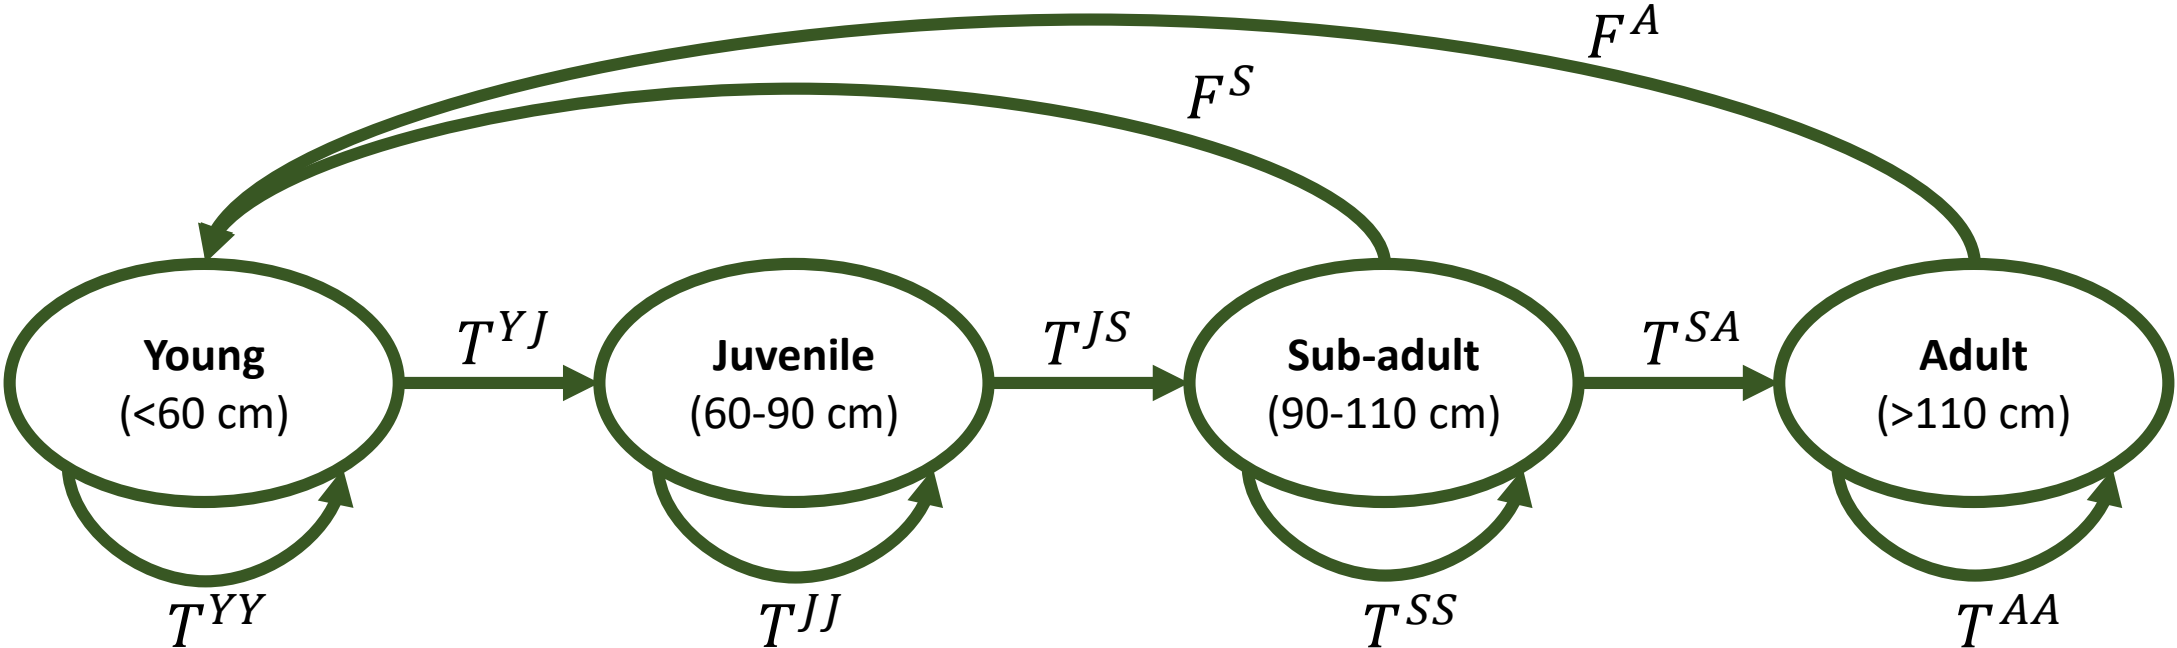 F^A
F^S
Young
(<60 cm)
T^YJ
Juvenile
(60-90 cm)
T^JS
Sub-adult
(90-110 cm)
T^SA
Adult
(>110 cm)
T^YY
T^JJ
T^SS
T^AA